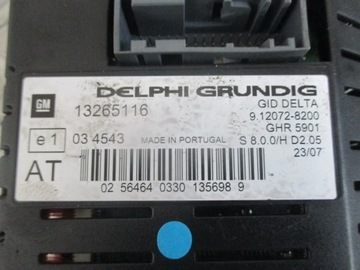 DELPHI GRUNDIG
GM 13265116 GID DELTA
9.12072-8200
GHR 5901
e1 03 4543 MADE IN PORTUGAL S 8.0.0/H D2.05
23/07
AT
02 56464 0330 135698 9